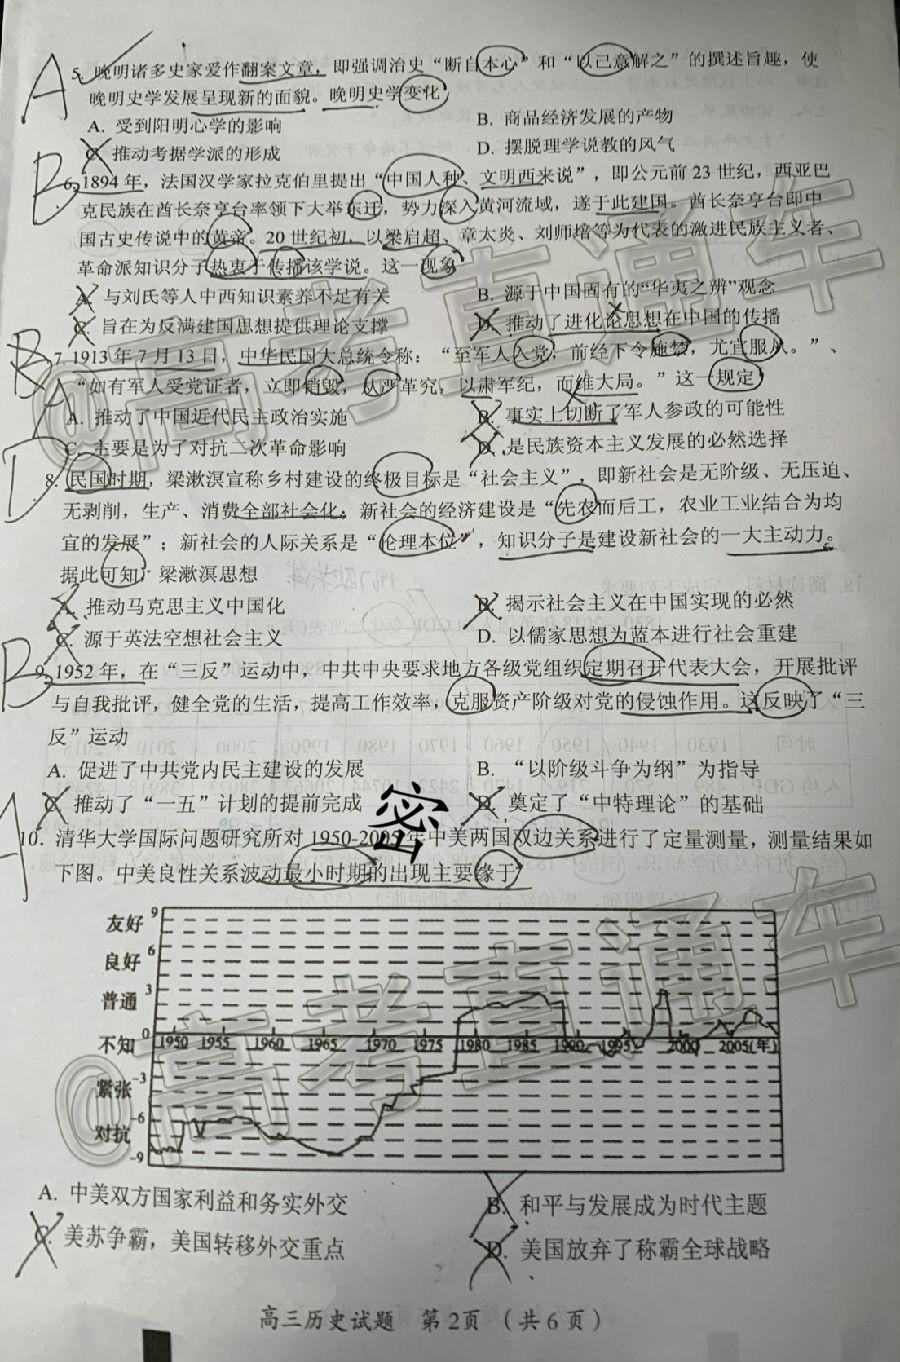 A
5. 晚明诸多史家爱作翻案文章，即强调治史“断自本心”和“以己意解之”的撰述旨趣，使
晚明史学发展呈现新的面貌。晚明史学变化
A. 受到阳明心学的影响
B. 商品经济发展的产物
C. 推动考据学派的形成
D. 摆脱理学说教的风气
B
6. 1894年，法国汉学家拉克伯里提出“中国人种、文明西来说”，即公元前23世纪，西亚巴
克民族在酋长奈亨台率领下大举东迁，势力深入黄河流域，遂于此建国。酋长奈亨台即中
国古史传说中的黄帝。20世纪初，以梁启超、章太炎、刘师培等为代表的激进民族主义者、
革命派知识分子热衷于传播该学说。这一现象
A. 与刘氏等人中西知识素养不足有关
B. 源于中国固有的“华夷之辨”观念
C. 旨在为反满建国思想提供理论支撑
D. 推动了进化论思想在中国的传播
B
7. 1913年7月13日，中华民国大总统令称：“至军人入党，前经下令施禁，尤宜服从。”、
“如有军人受党证者，立即销毁，从严革究，以肃军纪，而维大局。”这一规定
A
A. 推动了中国近代民主政治实施
B. 事实上切断了军人参政的可能性
C. 主要是为了对抗二次革命影响
D. 是民族资本主义发展的必然选择
D
8. 民国时期，梁漱溟宣称乡村建设的终极目标是“社会主义”，即新社会是无阶级、无压迫、
无剥削，生产、消费全部社会化；新社会的经济建设是“先农而后工，农业工业结合为均
宜的发展”；新社会的人际关系是“伦理本位”，知识分子是建设新社会的一大主动力。
据此可知，梁漱溟思想
A. 推动马克思主义中国化
B. 揭示社会主义在中国实现的必然
C. 源于英法空想社会主义
D. 以儒家思想为蓝本进行社会重建
B
9. 1952年，在“三反”运动中，中共中央要求地方各级党组织定期召开代表大会，开展批评
与自我批评，健全党的生活，提高工作效率，克服资产阶级对党的侵蚀作用。这反映了“三
反”运动
A. 促进了中共党内民主建设的发展
B. “以阶级斗争为纲”为指导
C. 推动了“一五”计划的提前完成
D. 奠定了“中特理论”的基础
密
A
10. 清华大学国际问题研究所对1950-2005年中美两国双边关系进行了定量测量，测量结果如
下图。中美良性关系波动最小时期的出现主要缘于
友好 9
良好 6
普通 3
不知 0
1950 1955 1960 1965 1970 1975 1980 1985 1990 1995 2000 2005(年)
紧张 -3
对抗 -6
-9
A. 中美双方国家利益和务实外交
B. 和平与发展成为时代主题
C. 美苏争霸，美国转移外交重点
D. 美国放弃了称霸全球战略
@高考直通车
@高考直通车
高三历史试题 第2页 （共6页）